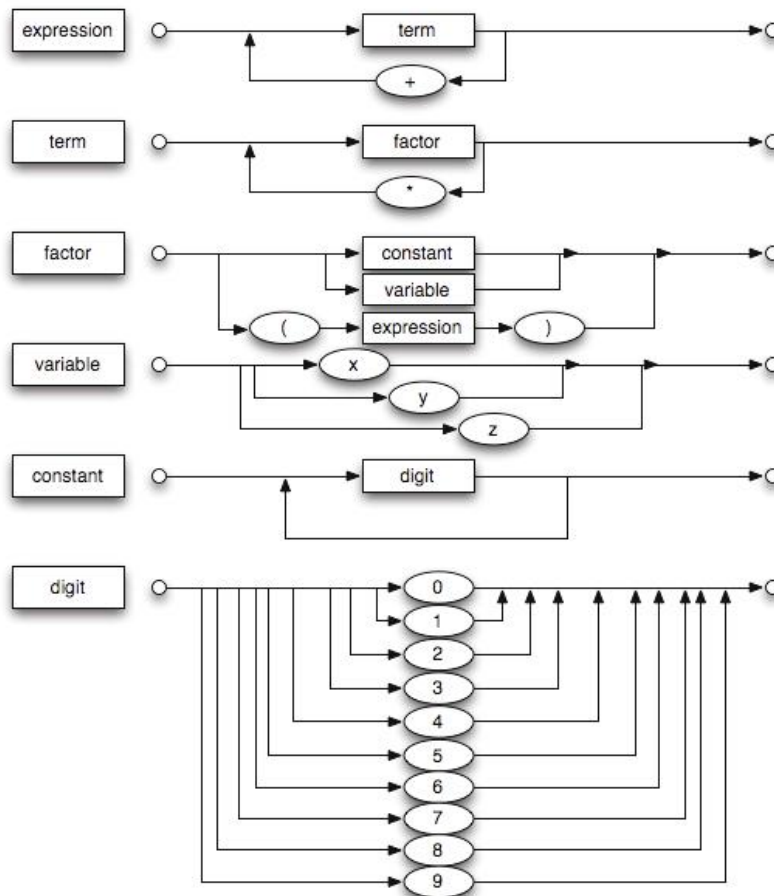 expression term
+
term factor
*
factor constant
variable
( expression )
variable x
y
z
constant digit
digit 0
1
2
3
4
5
6
7
8
9